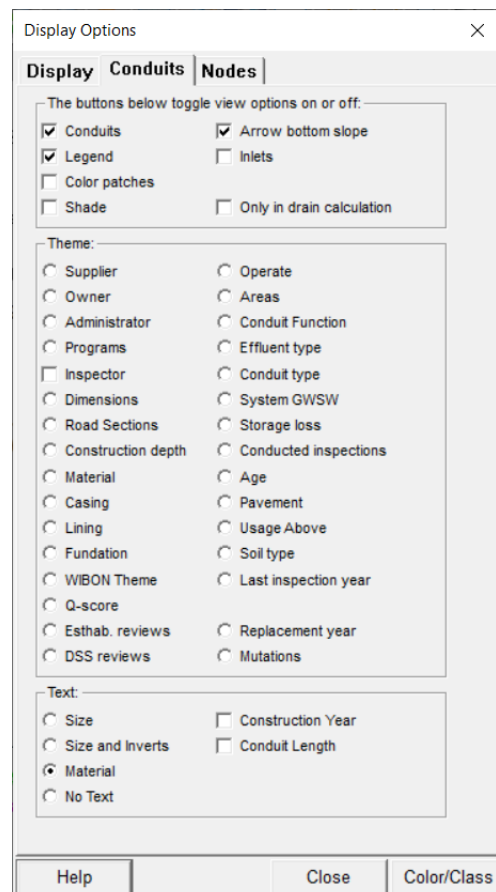 Display Options
Display Conduits Nodes
The buttons below toggle view options on or off:
Conduits Arrow bottom slope
Legend Inlets
Color patches
Shade Only in drain calculation
Theme:
Supplier Operate
Owner Areas
Administrator Conduit Function
Programs Effluent type
Inspector Conduit type
Dimensions System GWSW
Road Sections Storage loss
Construction depth Conducted inspections
Material Age
Casing Pavement
Lining Usage Above
Fundation Soil type
WIBON Theme Last inspection year
Q-score
Esthab. reviews Replacement year
DSS reviews Mutations
Text:
Size Construction Year
Size and Inverts Conduit Length
Material
No Text
Help Close Color/Class